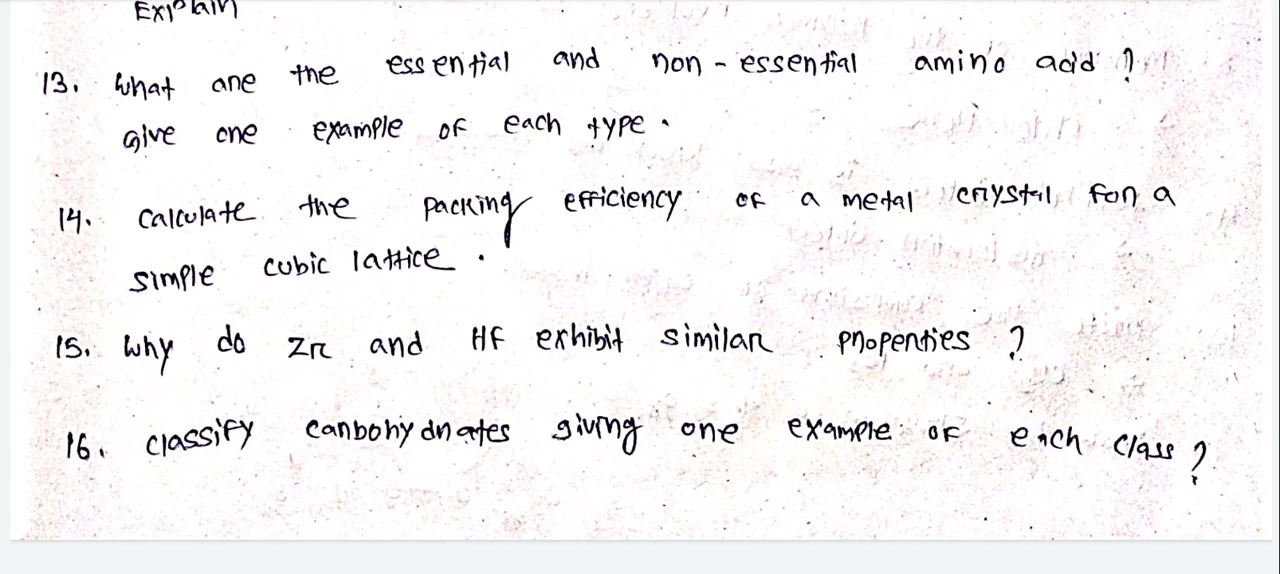 Explain
13. What are the essential and non-essential amino acid ?
Give one example of each type.
14. calculate the packing efficiency of a metal crystal for a
simple cubic lattice.
15. Why do Zr and Hf exhibit similar properties ?
16. classify carbohydrates giving one example of each class ?